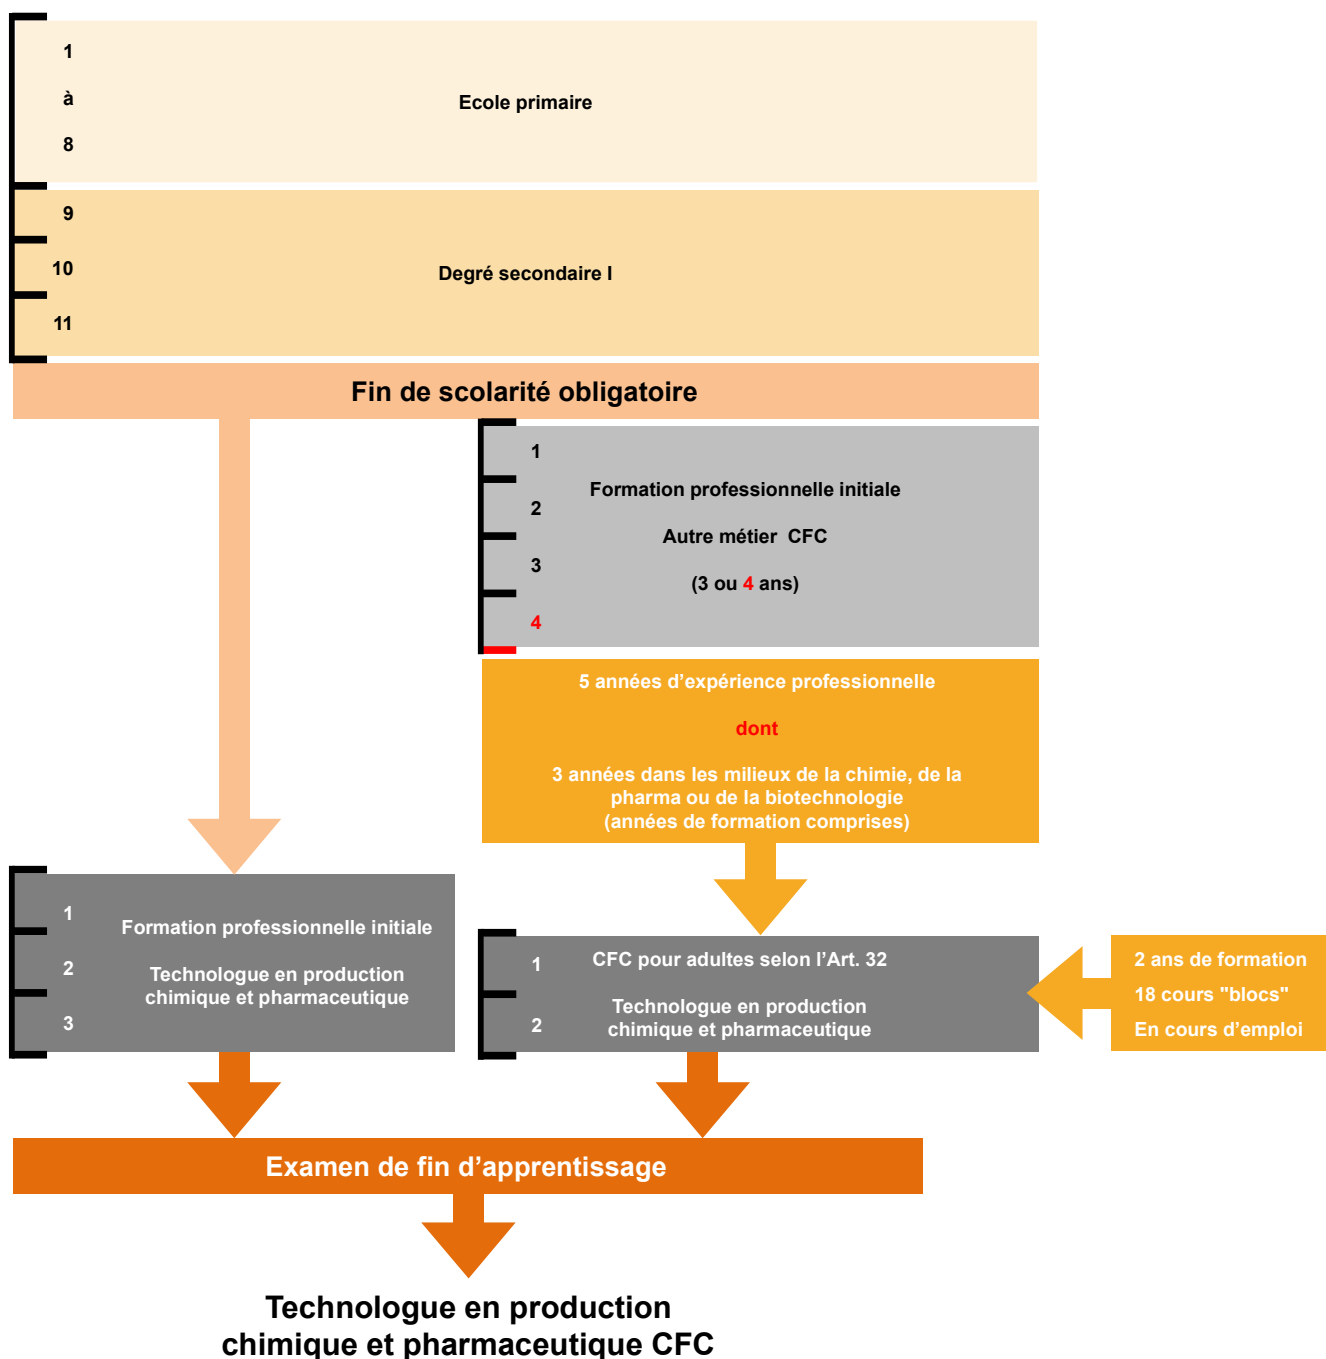 1
à
8
Ecole primaire
9
10
11
Degré secondaire I
Fin de scolarité obligatoire
1
2
3
4
Formation professionnelle initiale
Autre métier CFC
(3 ou 4 ans)
5 années d'expérience professionnelle
dont
3 années dans les milieux de la chimie, de la
pharma ou de la biotechnologie
(années de formation comprises)
1
2
3
Formation professionnelle initiale
Technologue en production
chimique et pharmaceutique
1
2
CFC pour adultes selon l'Art. 32
Technologue en production
chimique et pharmaceutique
2 ans de formation
18 cours "blocs"
En cours d'emploi
Examen de fin d'apprentissage
Technologue en production
chimique et pharmaceutique CFC